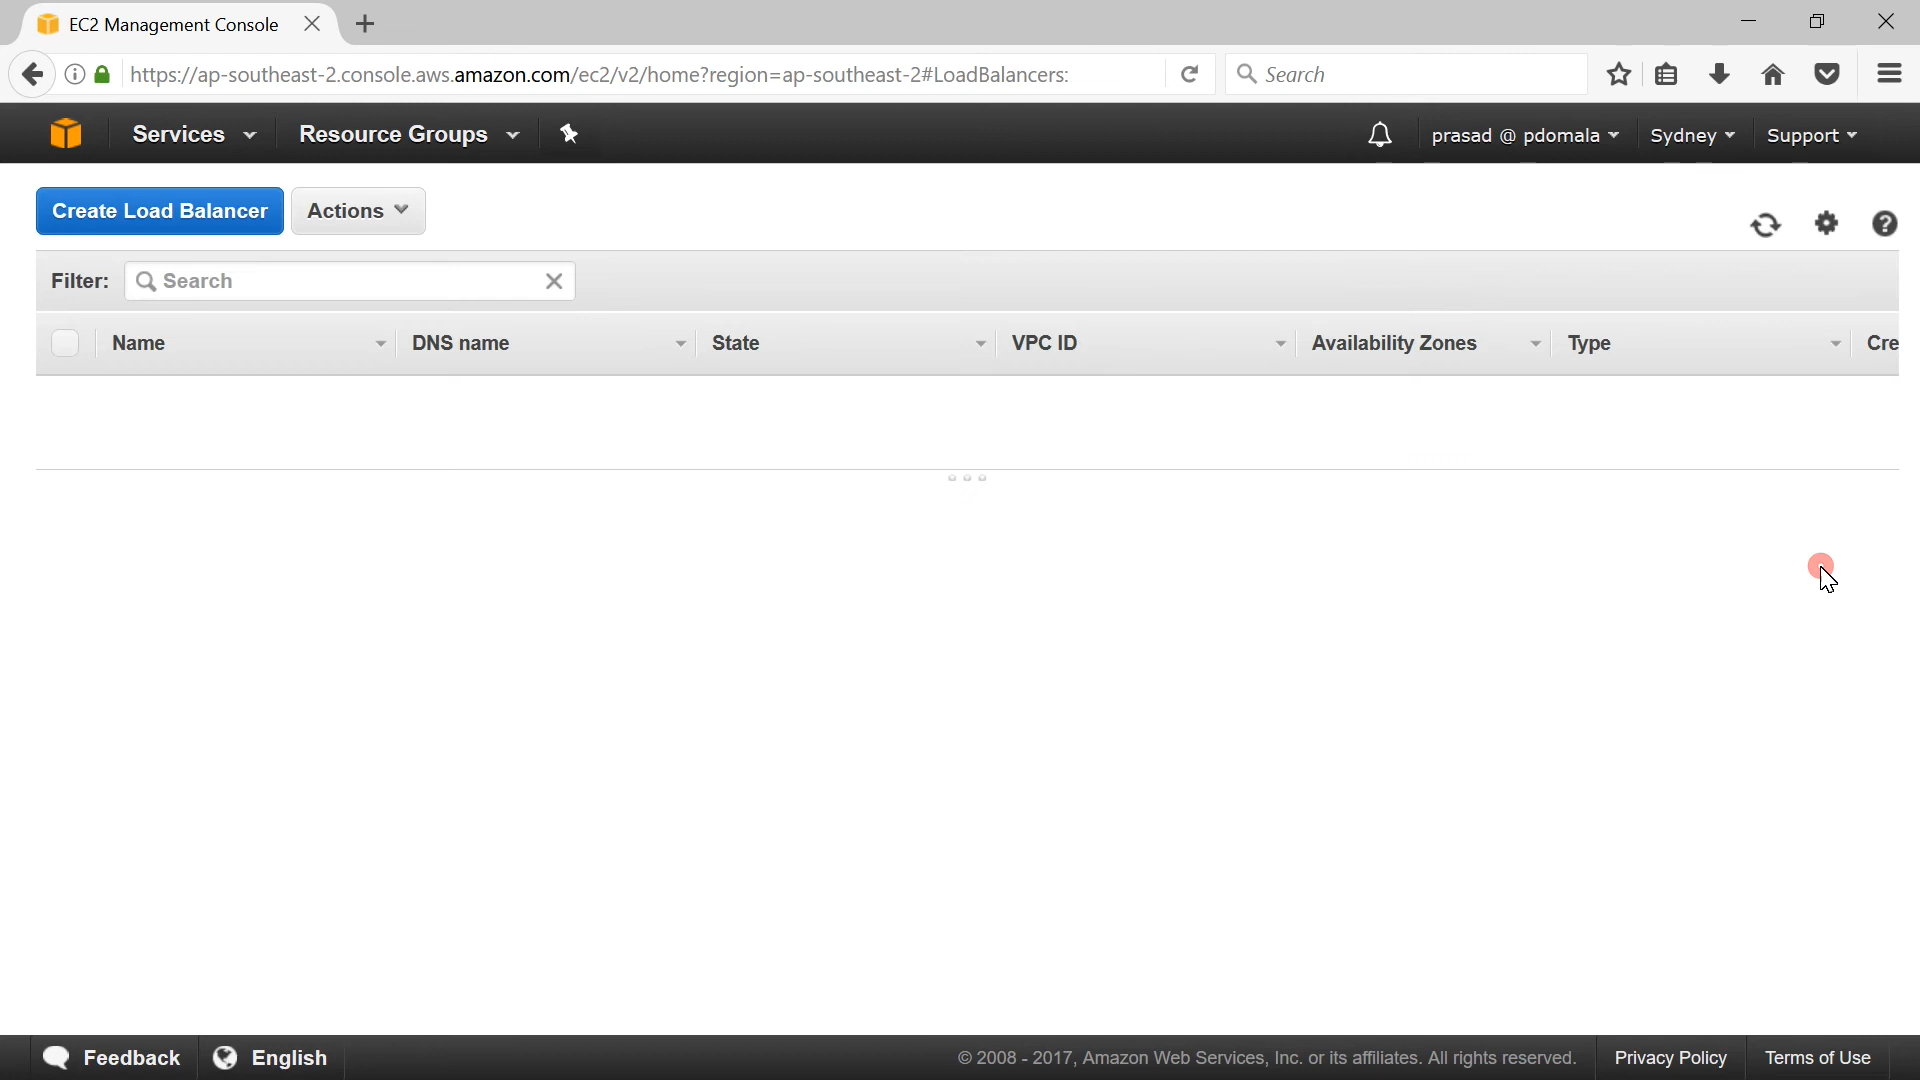 EC2 Management Console
https://ap-southeast-2.console.aws.amazon.com/ec2/v2/home?region=ap-southeast-2#LoadBalancers:
Search
Services
Resource Groups
prasad @ pdomala
Sydney
Support
Create Load Balancer
Actions
Filter:
Search
Name
DNS name
State
VPC ID
Availability Zones
Type
Cre
Feedback
English
© 2008 - 2017, Amazon Web Services, Inc. or its affiliates. All rights reserved.
Privacy Policy
Terms of Use